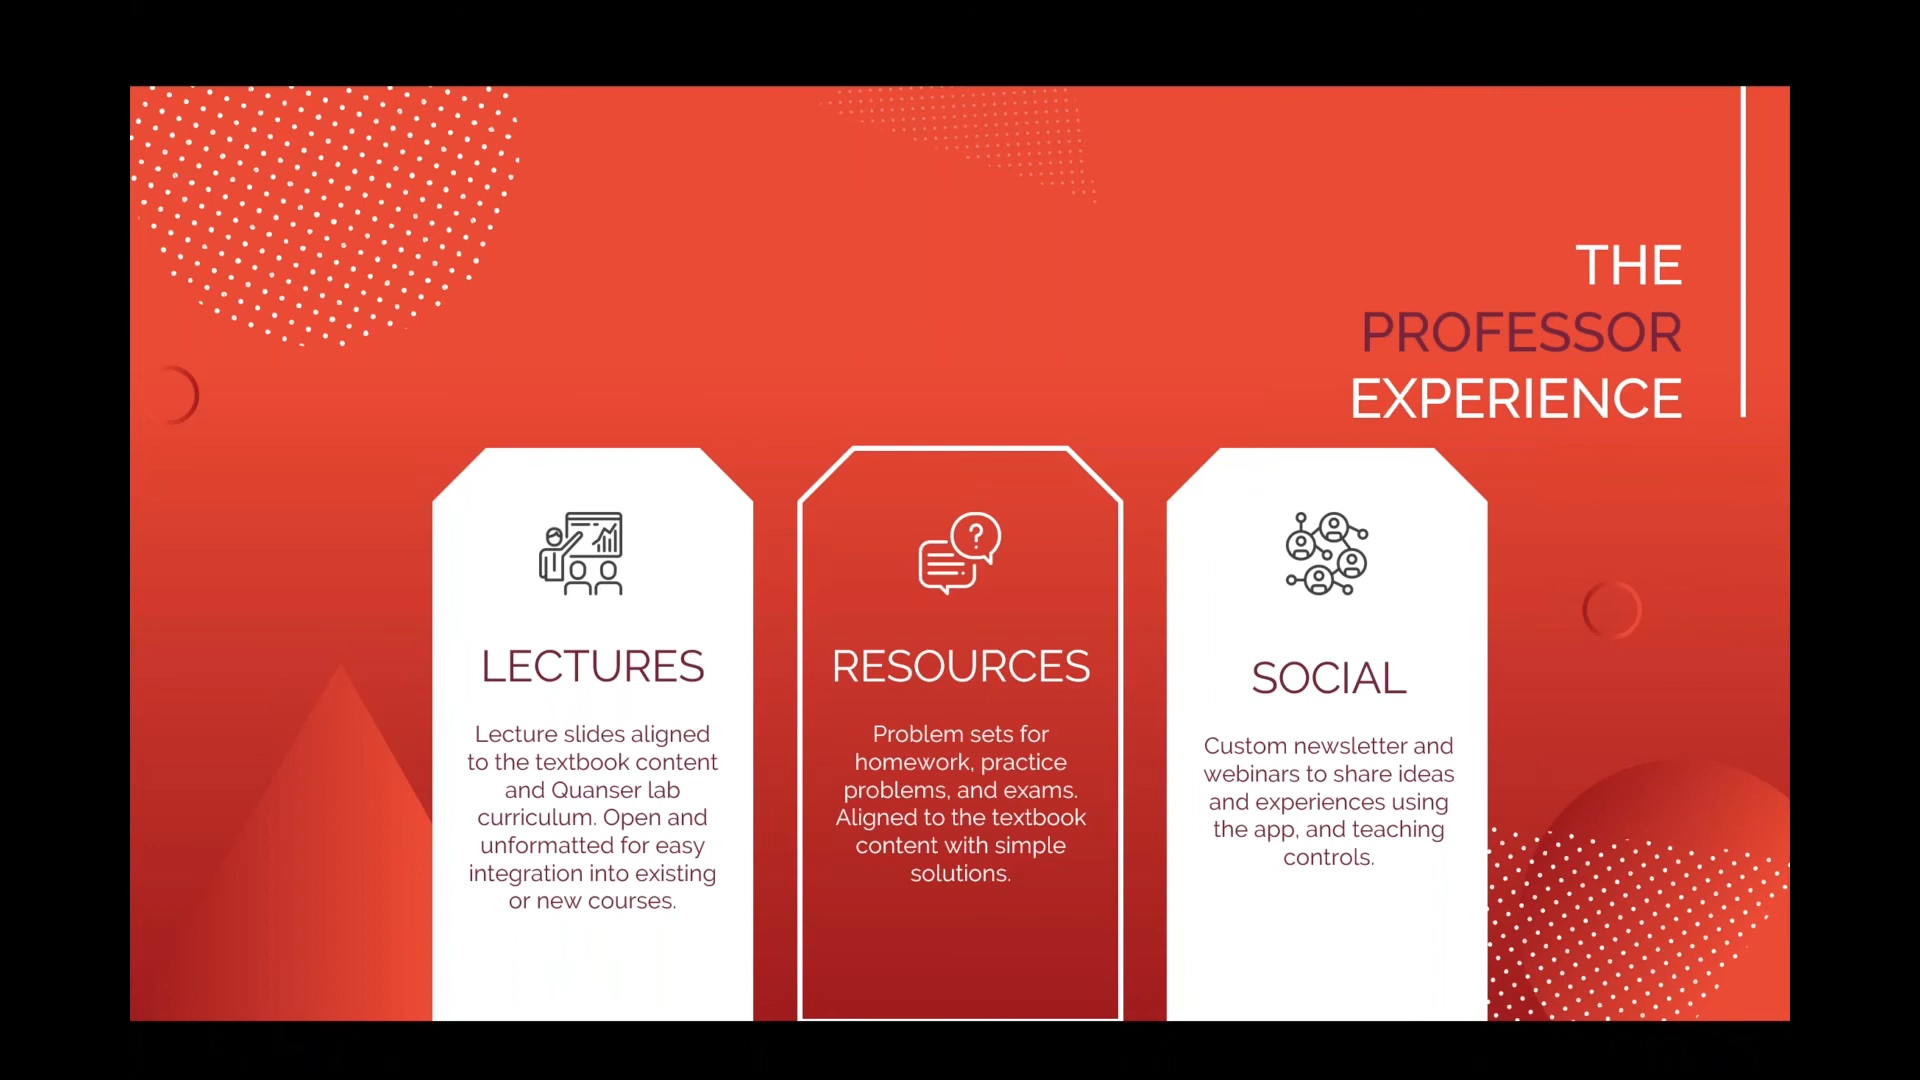 THE
PROFESSOR
EXPERIENCE
LECTURES
Lecture slides aligned
to the textbook content
and Quanser lab
curriculum. Open and
unformatted for easy
integration into existing
or new courses.
?
RESOURCES
Problem sets for
homework, practice
problems, and exams.
Aligned to the textbook
content with simple
solutions.
SOCIAL
Custom newsletter and
webinars to share ideas
and experiences using
the app, and teaching
controls.